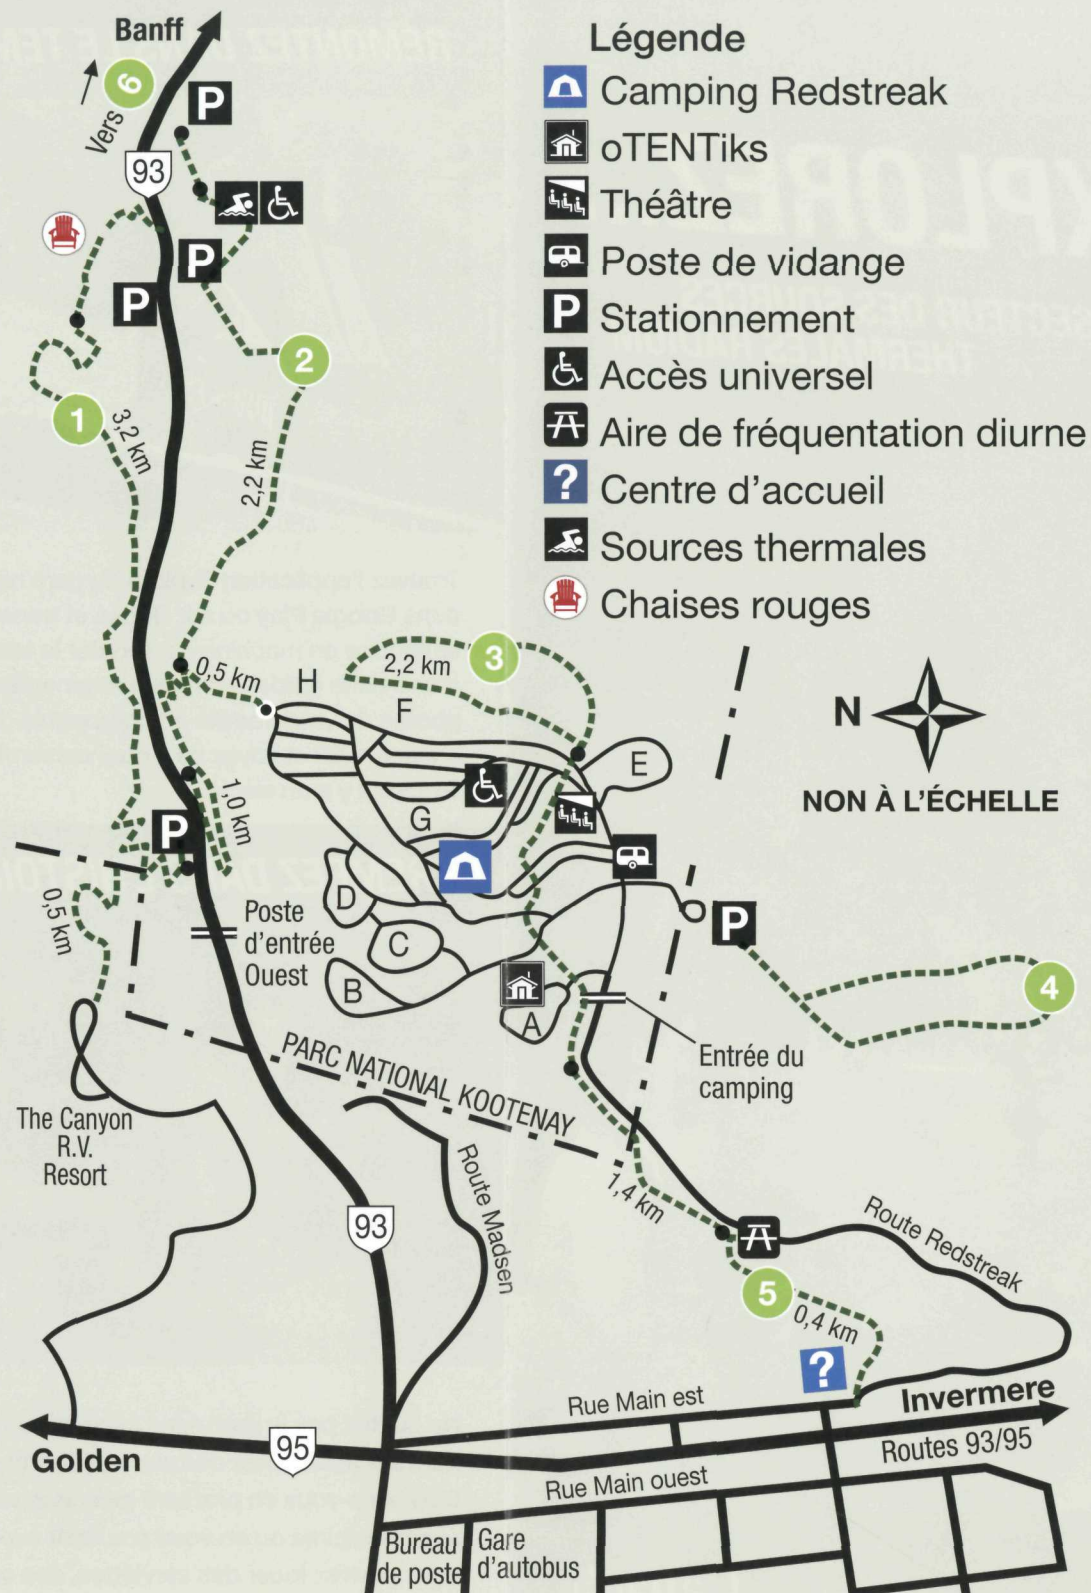 Banff
Vers 6
P
93
P
P
1
3,2 km
2
2,2 km
Légende
Camping Redstreak
oTENTiks
Théâtre
Poste de vidange
P Stationnement
Accès universel
Aire de fréquentation diurne
? Centre d'accueil
Sources thermales
Chaises rouges
0,5 km
H
F
2,2 km
3
E
G
D
C
B
A
N
NON À L'ÉCHELLE
1,0 km
P
0,5 km
Poste
d'entrée
Ouest
P
4
Entrée du
camping
PARC NATIONAL KOOTENAY
The Canyon
R.V.
Resort
93
Route Madsen
1,4 km
Route Redstreak
5
0,4 km
?
Rue Main est
Invermere
Golden
95
Routes 93/95
Rue Main ouest
Bureau
de poste
Gare
d'autobus